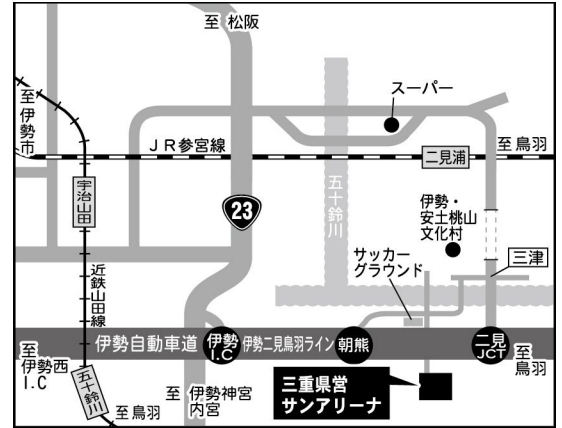 至 松阪
スーパー
至
伊勢市
JR参宮線
二見浦
至 鳥羽
宇治山田
23
五十鈴川
伊勢・
安土桃山
文化村
サッカー
グラウンド
三津
近鉄山田線
伊勢自動車道
伊勢
I.C
伊勢二見鳥羽ライン
朝熊
二見
JCT
至
伊勢西
I.C
至
鳥羽
五十鈴川
至 鳥羽
至 伊勢神宮
内宮
三重県営
サンアリーナ